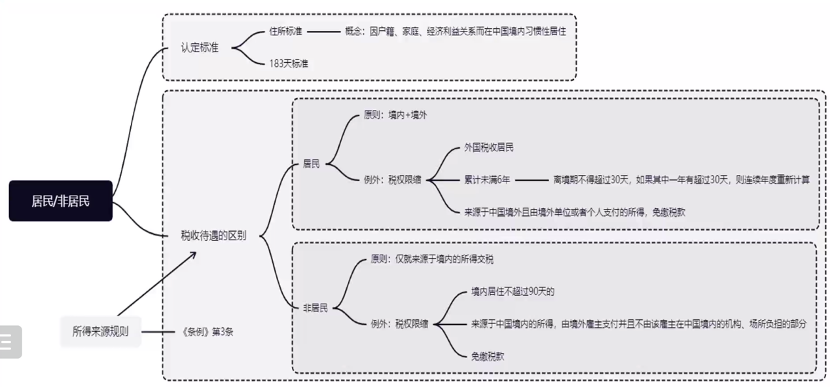 居民/非居民
认定标准
住所标准
概念：因户籍、家庭、经济利益关系而在中国境内习惯性居住
183天标准
税收待遇的区别
居民
原则：境内+境外
例外：税权限缩
外国税收居民
累计未满6年
离境期不得超过30天，如果其中一年有超过30天，则连续年度重新计算
来源于中国境外且由境外单位或者个人支付的所得，免缴税款
非居民
原则：仅就来源于境内的所得交税
例外：税权限缩
境内居住不超过90天的
来源于中国境内的所得，由境外雇主支付并且不由该雇主在中国境内的机构、场所负担的部分
免缴税款
所得来源规则
《条例》第3条